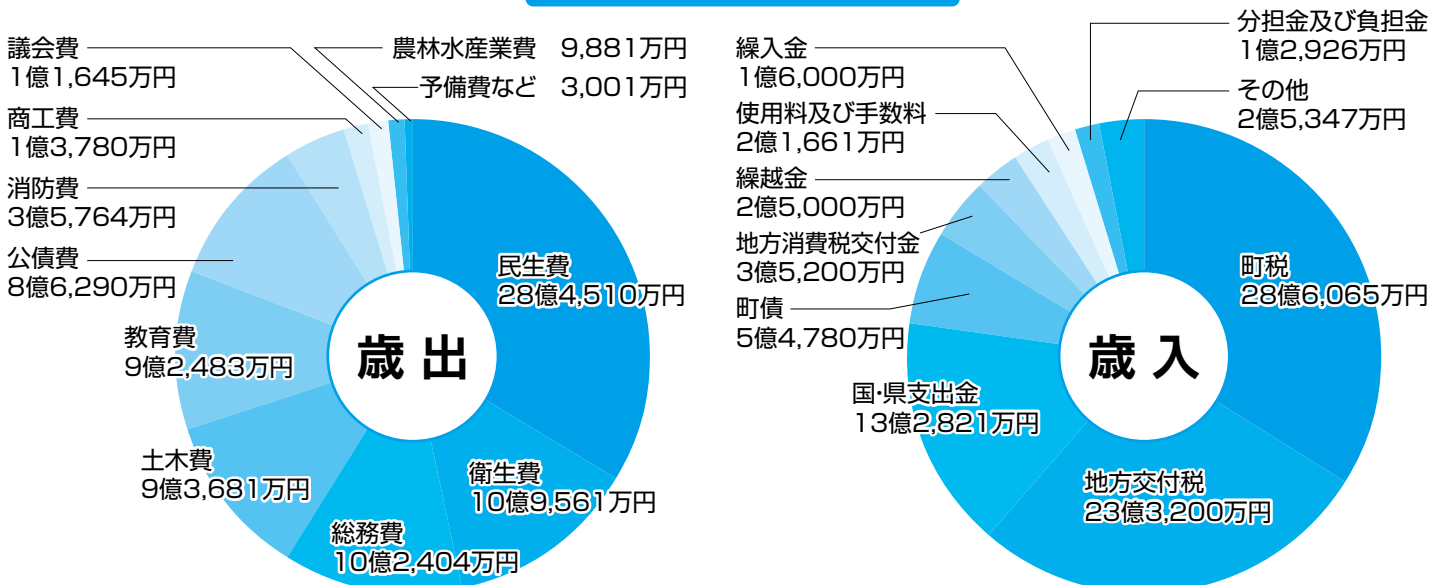 議会費
1億1,645万円
農林水産業費 9,881万円
予備費など 3,001万円
商工費
1億3,780万円
消防費
3億5,764万円
公債費
8億6,290万円
教育費
9億2,483万円
土木費
9億3,681万円
総務費
10億2,404万円
衛生費
10億9,561万円
民生費
28億4,510万円
歳出
分担金及び負担金
1億2,926万円
繰入金
1億6,000万円
その他
2億5,347万円
使用料及び手数料
2億1,661万円
繰越金
2億5,000万円
地方消費税交付金
3億5,200万円
町債
5億4,780万円
国・県支出金
13億2,821万円
地方交付税
23億3,200万円
町税
28億6,065万円
歳入